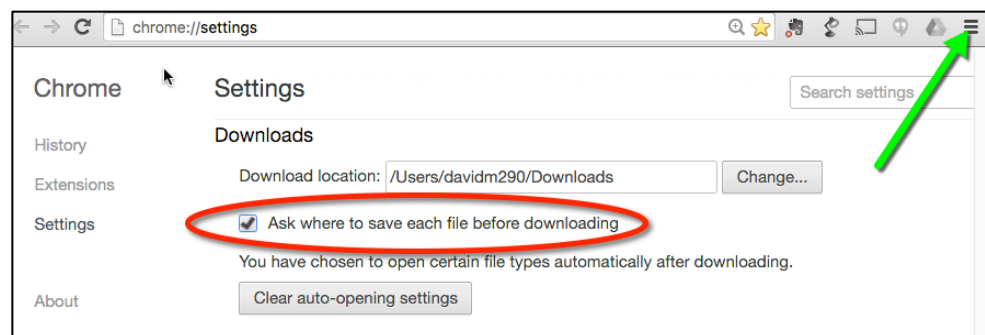 chrome://settings
Chrome
Settings
Search settings
History
Extensions
Settings
About
Downloads
Download location: /Users/davidm290/Downloads Change...
Ask where to save each file before downloading
You have chosen to open certain file types automatically after downloading.
Clear auto-opening settings